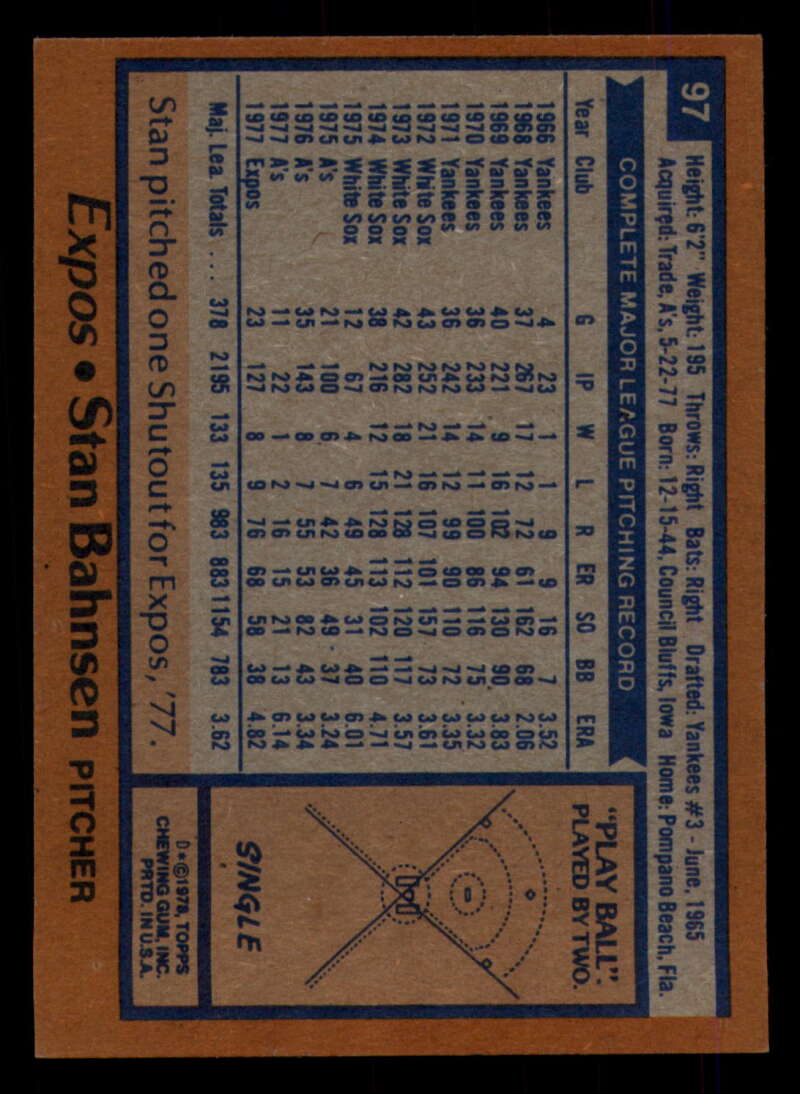 97
Height: 6'2" Weight: 195 Throws: Right Bats: Right Drafted: Yankees #3 - June, 1965
Acquired: Trade, A's, 5-22-77 Born: 12-15-44, Council Bluffs, Iowa Home: Pompano Beach, Fla.
COMPLETE MAJOR LEAGUE PITCHING RECORD
Year Club G IP W L R ER SO BB ERA
1966 Yankees 4 23 1 1 9 9 16 7 3.52
1968 Yankees 37 267 17 12 72 61 162 68 2.06
1969 Yankees 40 221 9 16 102 94 130 90 3.83
1970 Yankees 36 233 14 11 100 86 116 75 3.32
1971 Yankees 36 242 14 12 99 90 110 72 3.35
1972 White Sox 43 252 21 16 107 101 157 73 3.61
1973 White Sox 42 282 18 21 128 112 120 117 3.57
1974 White Sox 38 216 12 15 128 113 102 110 4.71
1975 White Sox 12 67 4 6 49 45 31 40 6.01
1975 A's 21 100 6 7 42 36 49 37 3.24
1976 A's 35 143 8 7 55 53 82 43 3.34
1977 A's 11 22 1 2 16 15 21 13 6.14
1977 Expos 23 127 8 9 76 68 58 38 4.82
Maj. Lea. Totals ... 378 2195 133 135 983 883 1154 783 3.62
Stan pitched one Shutout for Expos, '77.
"PLAY BALL"
PLAYED BY TWO.
SINGLE
D*©1978, TOPPS
CHEWING GUM, INC.
PRTD. IN U.S.A.
Expos • Stan Bahnsen PITCHER